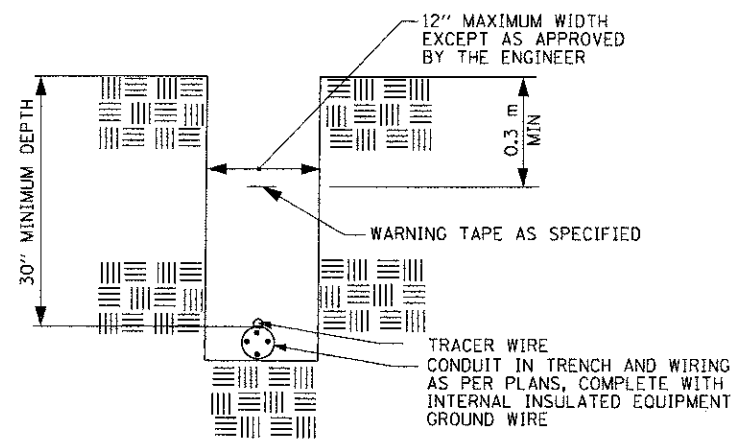 12" MAXIMUM WIDTH
EXCEPT AS APPROVED
BY THE ENGINEER
30" MINIMUM DEPTH
0.3 m
MIN
WARNING TAPE AS SPECIFIED
TRACER WIRE
CONDUIT IN TRENCH AND WIRING
AS PER PLANS, COMPLETE WITH
INTERNAL INSULATED EQUIPMENT
GROUND WIRE